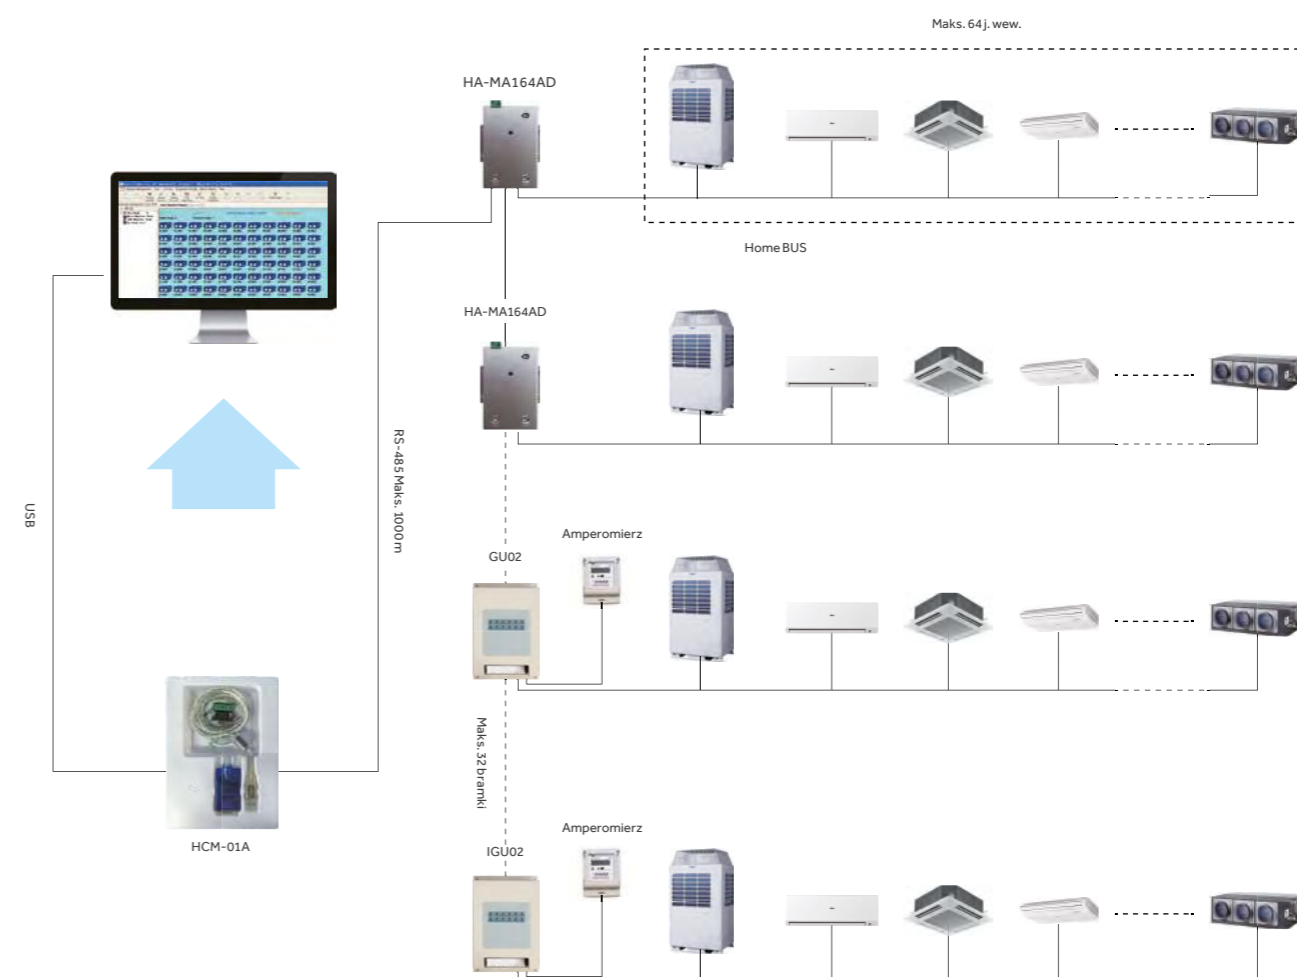 Maks. 64 j. wew.
HA-MA164AD
Home BUS
HA-MA164AD
RS-485 Maks. 1000 m
USB
Amperomierz
GU02
Maks. 32 bramki
Amperomierz
HCM-01A
IGU02